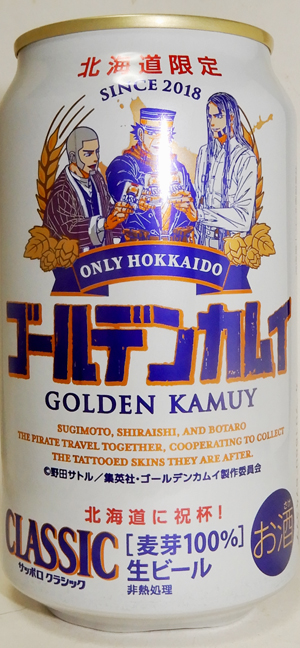 北海道限定
SINCE 2018
ONLY HOKKAIDO
ゴールデンカムイ
GOLDEN KAMUY
SUGIMOTO, SHIRAISHI, AND BOTARO
THE PIRATE TRAVEL TOGETHER, COOPERATING TO COLLECT
THE TATTOOED SKINS THEY ARE AFTER.
©野田サトル／集英社・ゴールデンカムイ製作委員会
北海道に祝杯!
CLASSIC
サッポロ クラシック
[麦芽100%]
生ビール
非熱処理
お酒